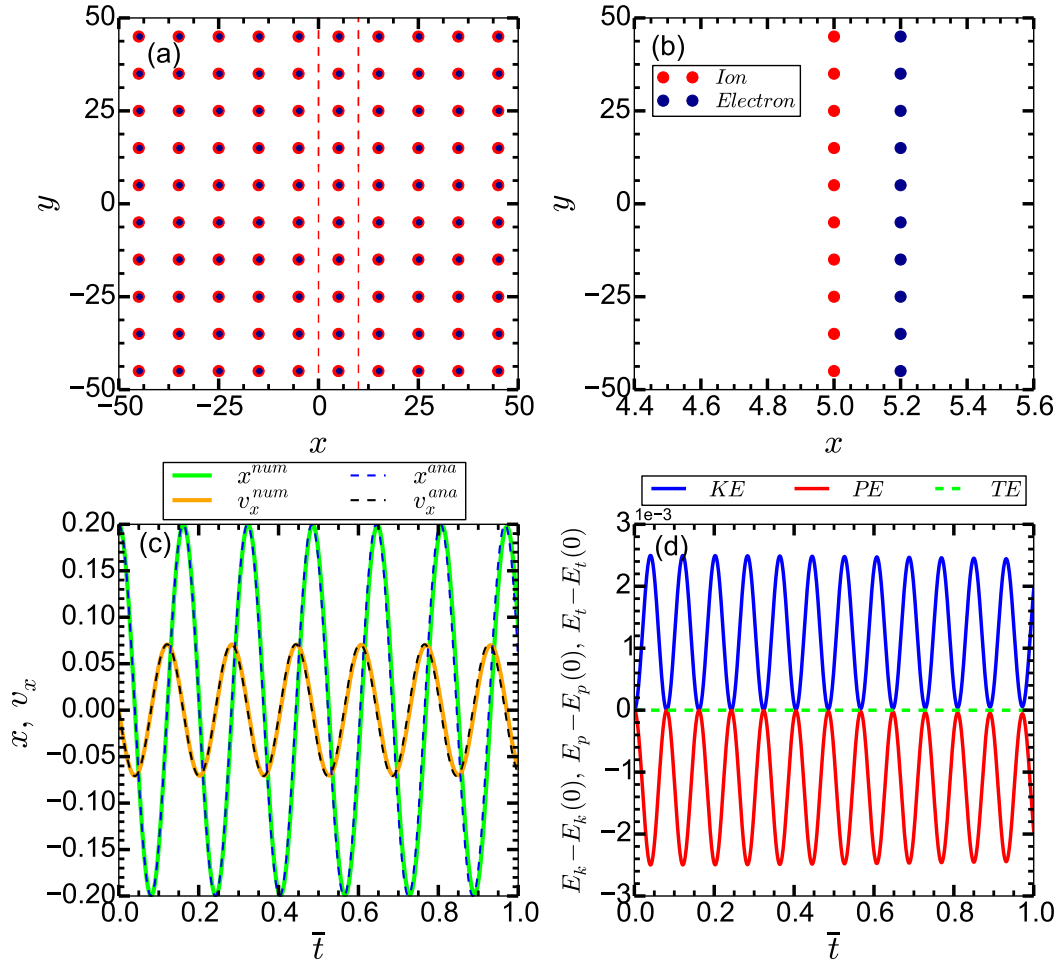 (a)
50
25
0
−25
−50
y
−50 −25 0 25 50
x
(b)
Ion
Electron
50
25
0
−25
−50
y
4.4 4.6 4.8 5.0 5.2 5.4 5.6
x
x^{num} x^{ana}
v_x^{num} v_x^{ana}
(c)
0.20
0.15
0.10
0.05
0.00
−0.05
−0.10
−0.15
−0.20
x, v_x
0.0 0.2 0.4 0.6 0.8 1.0
\bar{t}
KE PE TE
1e−3
(d)
3
2
1
0
−1
−2
−3
E_k−E_k(0), E_p−E_p(0), E_t−E_t(0)
0.0 0.2 0.4 0.6 0.8 1.0
\bar{t}